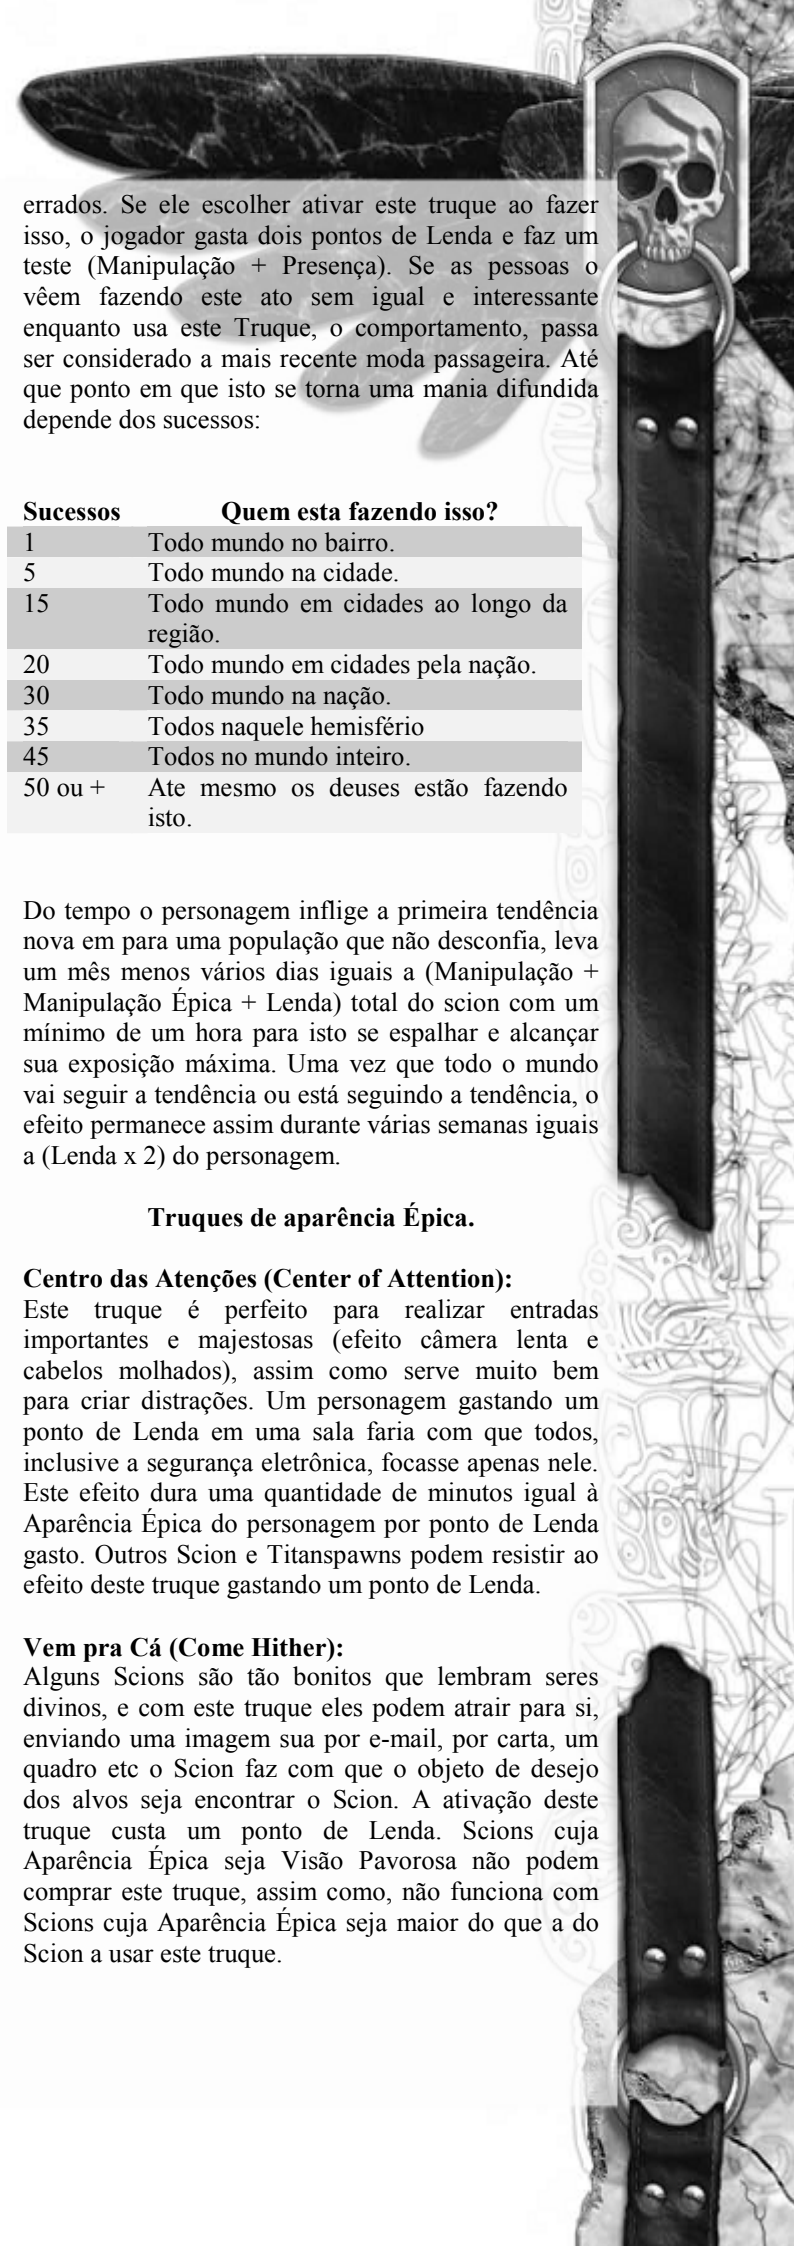 errados. Se ele escolher ativar este truque ao fazer
isso, o jogador gasta dois pontos de Lenda e faz um
teste (Manipulação + Presença). Se as pessoas o
vêem fazendo este ato sem igual e interessante
enquanto usa este Truque, o comportamento, passa
ser considerado a mais recente moda passageira. Até
que ponto em que isto se torna uma mania difundida
depende dos sucessos:
Sucessos Quem esta fazendo isso?
1 Todo mundo no bairro.
5 Todo mundo na cidade.
15 Todo mundo em cidades ao longo da
região.
20 Todo mundo em cidades pela nação.
30 Todo mundo na nação.
35 Todos naquele hemisfério
45 Todos no mundo inteiro.
50 ou + Ate mesmo os deuses estão fazendo
isto.
Do tempo o personagem inflige a primeira tendência
nova em para uma população que não desconfia, leva
um mês menos vários dias iguais a (Manipulação +
Manipulação Épica + Lenda) total do scion com um
mínimo de um hora para isto se espalhar e alcançar
sua exposição máxima. Uma vez que todo o mundo
vai seguir a tendência ou está seguindo a tendência, o
efeito permanece assim durante várias semanas iguais
a (Lenda x 2) do personagem.
Truques de aparência Épica.
Centro das Atenções (Center of Attention):
Este truque é perfeito para realizar entradas
importantes e majestosas (efeito câmera lenta e
cabelos molhados), assim como serve muito bem
para criar distrações. Um personagem gastando um
ponto de Lenda em uma sala faria com que todos,
inclusive a segurança eletrônica, focasse apenas nele.
Este efeito dura uma quantidade de minutos igual à
Aparência Épica do personagem por ponto de Lenda
gasto. Outros Scion e Titanspawns podem resistir ao
efeito deste truque gastando um ponto de Lenda.
Vem pra Cá (Come Hither):
Alguns Scions são tão bonitos que lembram seres
divinos, e com este truque eles podem atrair para si,
enviando uma imagem sua por e-mail, por carta, um
quadro etc o Scion faz com que o objeto de desejo
dos alvos seja encontrar o Scion. A ativação deste
truque custa um ponto de Lenda. Scions cuja
Aparência Épica seja Visão Pavorosa não podem
comprar este truque, assim como, não funciona com
Scions cuja Aparência Épica seja maior do que a do
Scion a usar este truque.